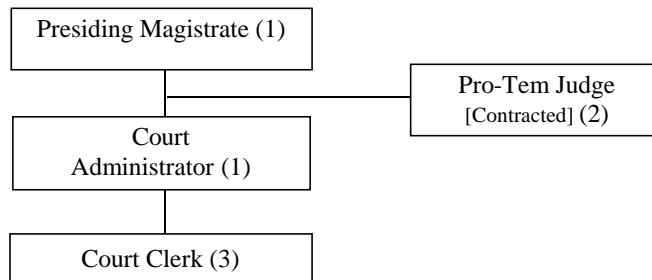 Presiding Magistrate (1)
Pro-Tem Judge
[Contracted] (2)
Court
Administrator (1)
Court Clerk (3)